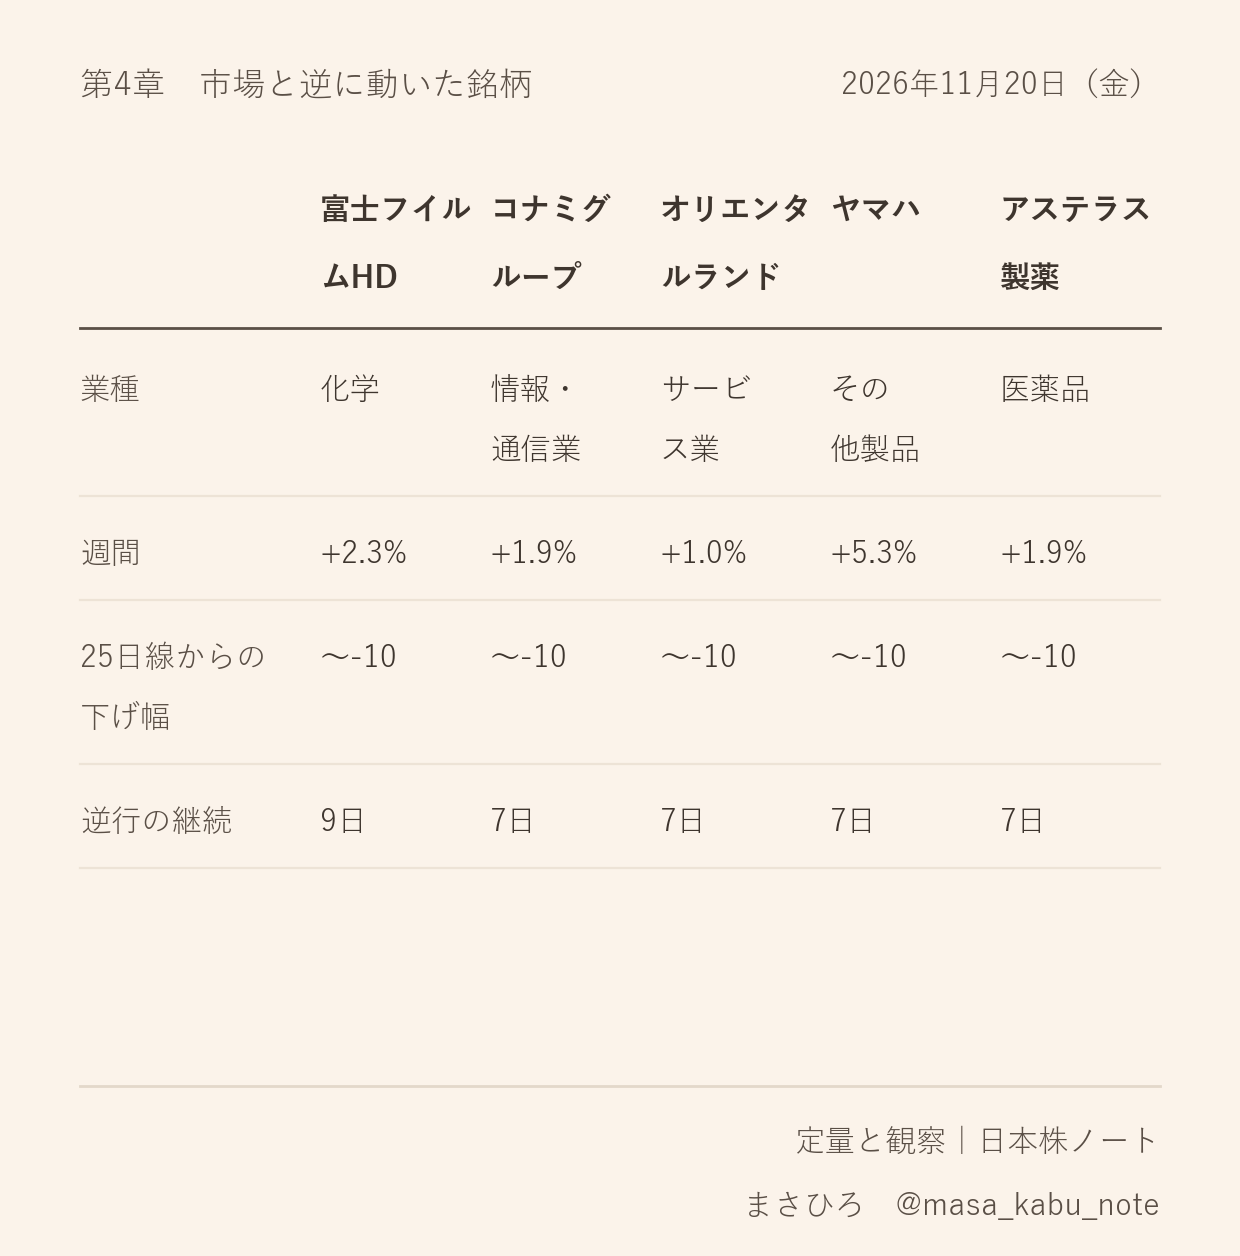 第4章　市場と逆に動いた銘柄
2026年11月20日（金）
富士フイル コナミグ オリエンタ ヤマハ アステラス
ムHD ループ ルランド 製薬
業種 化学 情報・ サービ その 医薬品
通信業 ス業 他製品
週間 +2.3% +1.9% +1.0% +5.3% +1.9%
25日線からの 〜-10 〜-10 〜-10 〜-10 〜-10
下げ幅
逆行の継続 9日 7日 7日 7日 7日
定量と観察｜日本株ノート
まさひろ　@masa_kabu_note